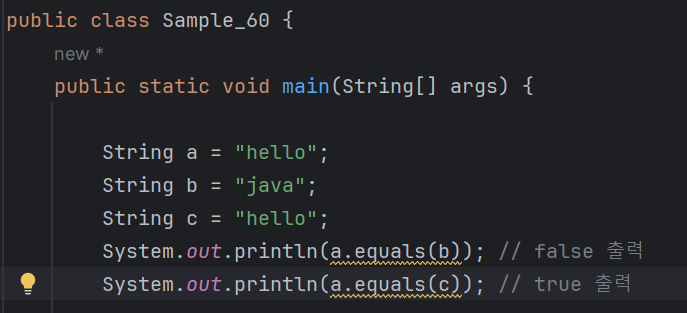 public class Sample_60 {
new *
public static void main(String[] args) {
String a = "hello";
String b = "java";
String c = "hello";
System.out.println(a.equals(b)); // false 출력
System.out.println(a.equals(c)); // true 출력